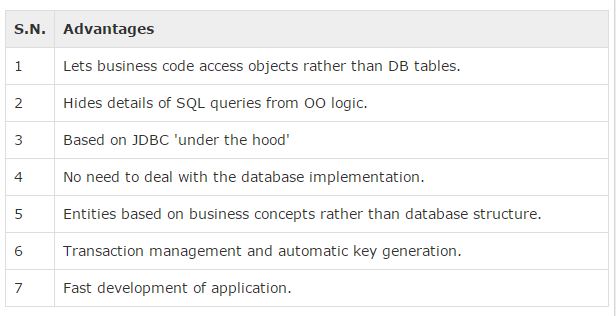 S.N. Advantages
1 Lets business code access objects rather than DB tables.
2 Hides details of SQL queries from OO logic.
3 Based on JDBC 'under the hood'
4 No need to deal with the database implementation.
5 Entities based on business concepts rather than database structure.
6 Transaction management and automatic key generation.
7 Fast development of application.